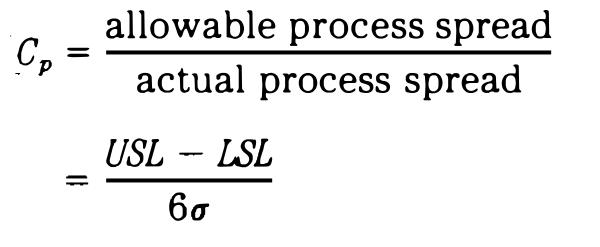 C_p = allowable process spread / actual process spread
= USL − LSL / 6σ